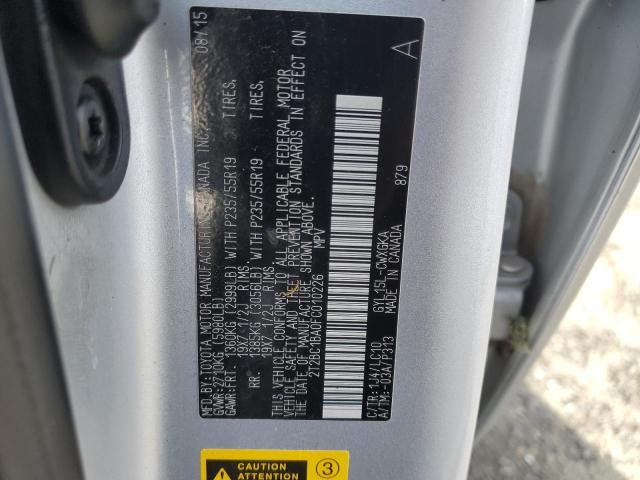 MFD.BY:TOYOTA MOTOR MANUFACTURING CANADA INC. 08/15
GVWR:2710KG (5980LB)
GAWR:FRT. 1360KG (2999LB) WITH P235/55R19 TIRES,
19X7 1/2J RIMS
RR. 1385KG (3056LB) WITH P235/55R19 TIRES,
19X7 1/2J RIMS
THIS VEHICLE CONFORMS TO ALL APPLICABLE FEDERAL MOTOR
VEHICLE SAFETY AND THEFT PREVENTION STANDARDS IN EFFECT ON
THE DATE OF MANUFACTURE SHOWN ABOVE.
2T2BC1BA0FC010226 MPV A
C/TR:1J4/LC10 GYL15L-CWXGKA 879
A/TM:-03A/P313 MADE IN CANADA
CAUTION 3